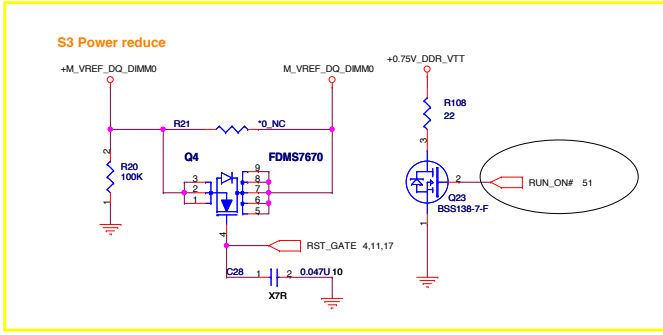 S3 Power reduce
+M_VREF_DQ_DIMM0
M_VREF_DQ_DIMM0
+0.75V_DDR_VTT
R21
*0_NC
R108
22
Q4
FDMS7670
2
R20
100K
1
3
2
1
9
8
7
6
5
4
3
2
1
Q23
BSS138-7-F
RUN_ON# 51
RST_GATE 4,11,17
C28
1
2
0.047U 10
X7R